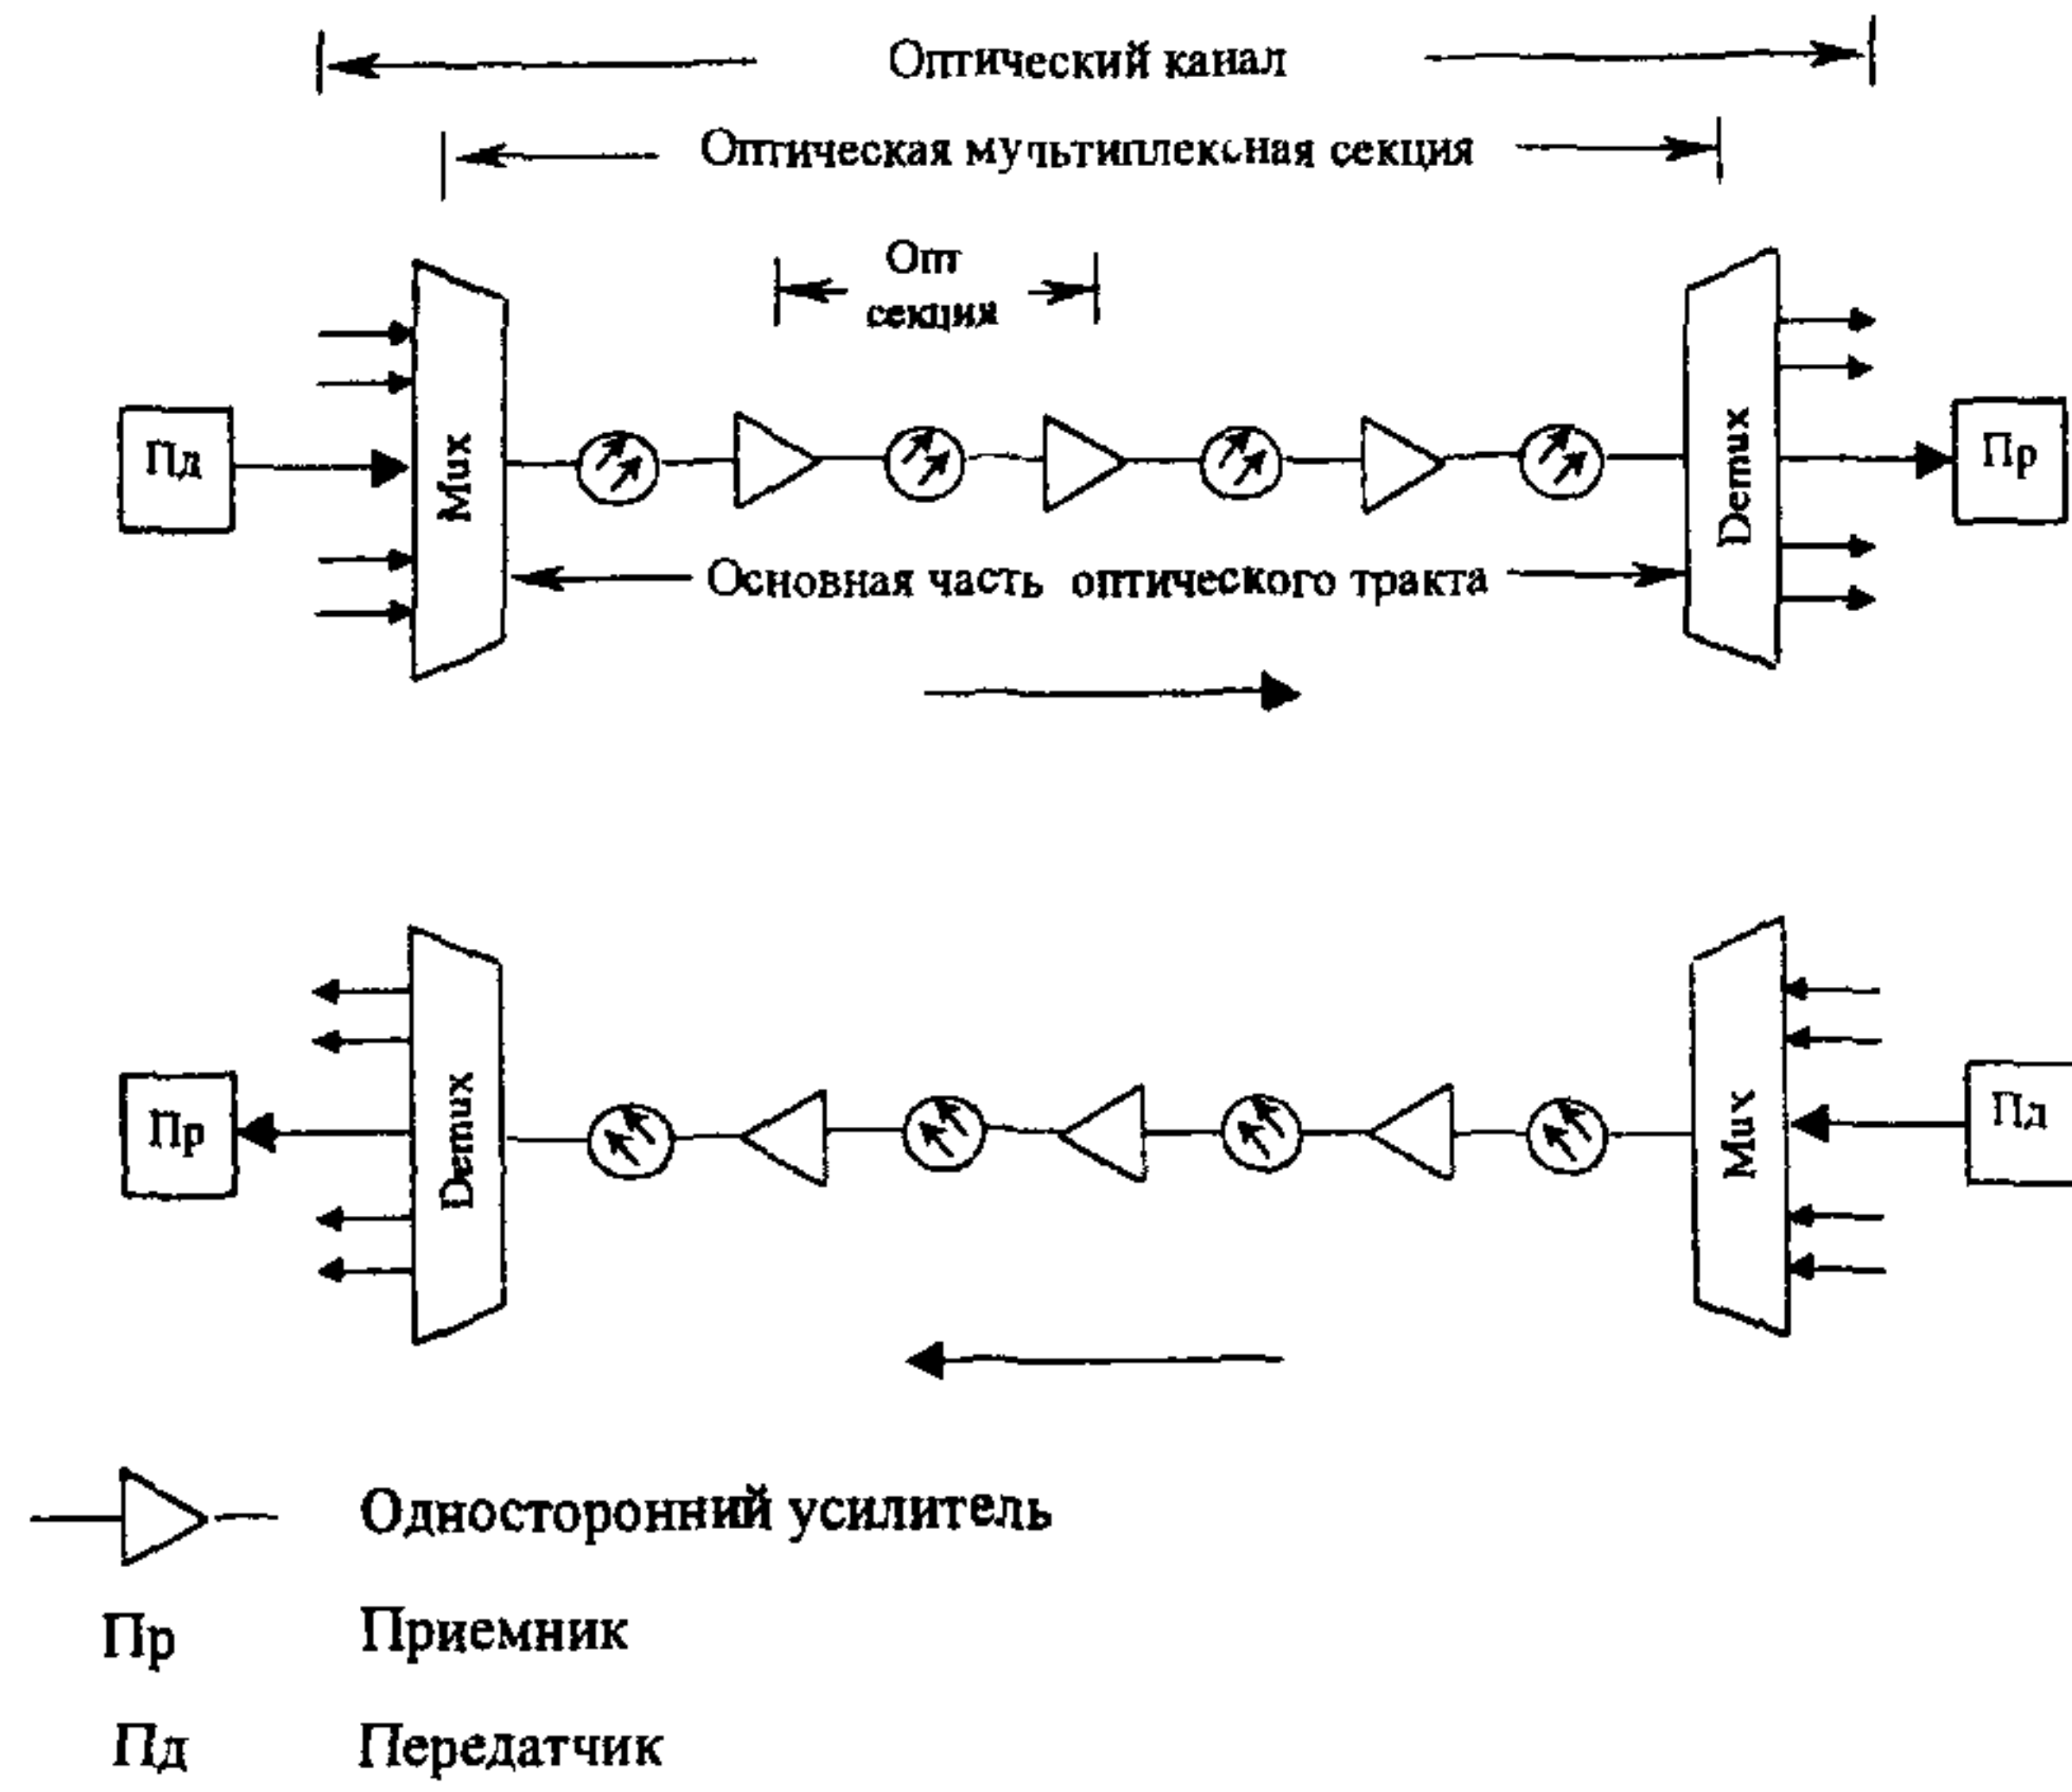 Оптический канал
Оптическая мультиплексная секция
Опт
секция
Пд
Mux
Demux
Пр
Основная часть оптического тракта
Пр
Demux
Mux
Пд
Односторонний усилитель
Пр Приемник
Пд Передатчик